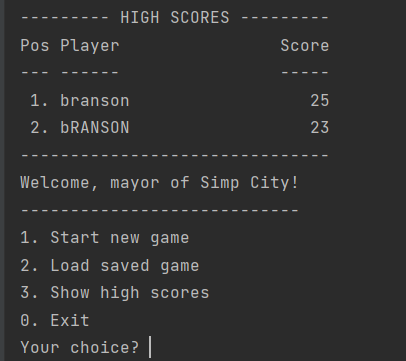 --------- HIGH SCORES ---------
Pos Player                Score
--- ------                -----
 1. branson                  25
 2. bRANSON                  23
-------------------------------
Welcome, mayor of Simp City!
----------------------------
1. Start new game
2. Load saved game
3. Show high scores
0. Exit
Your choice?